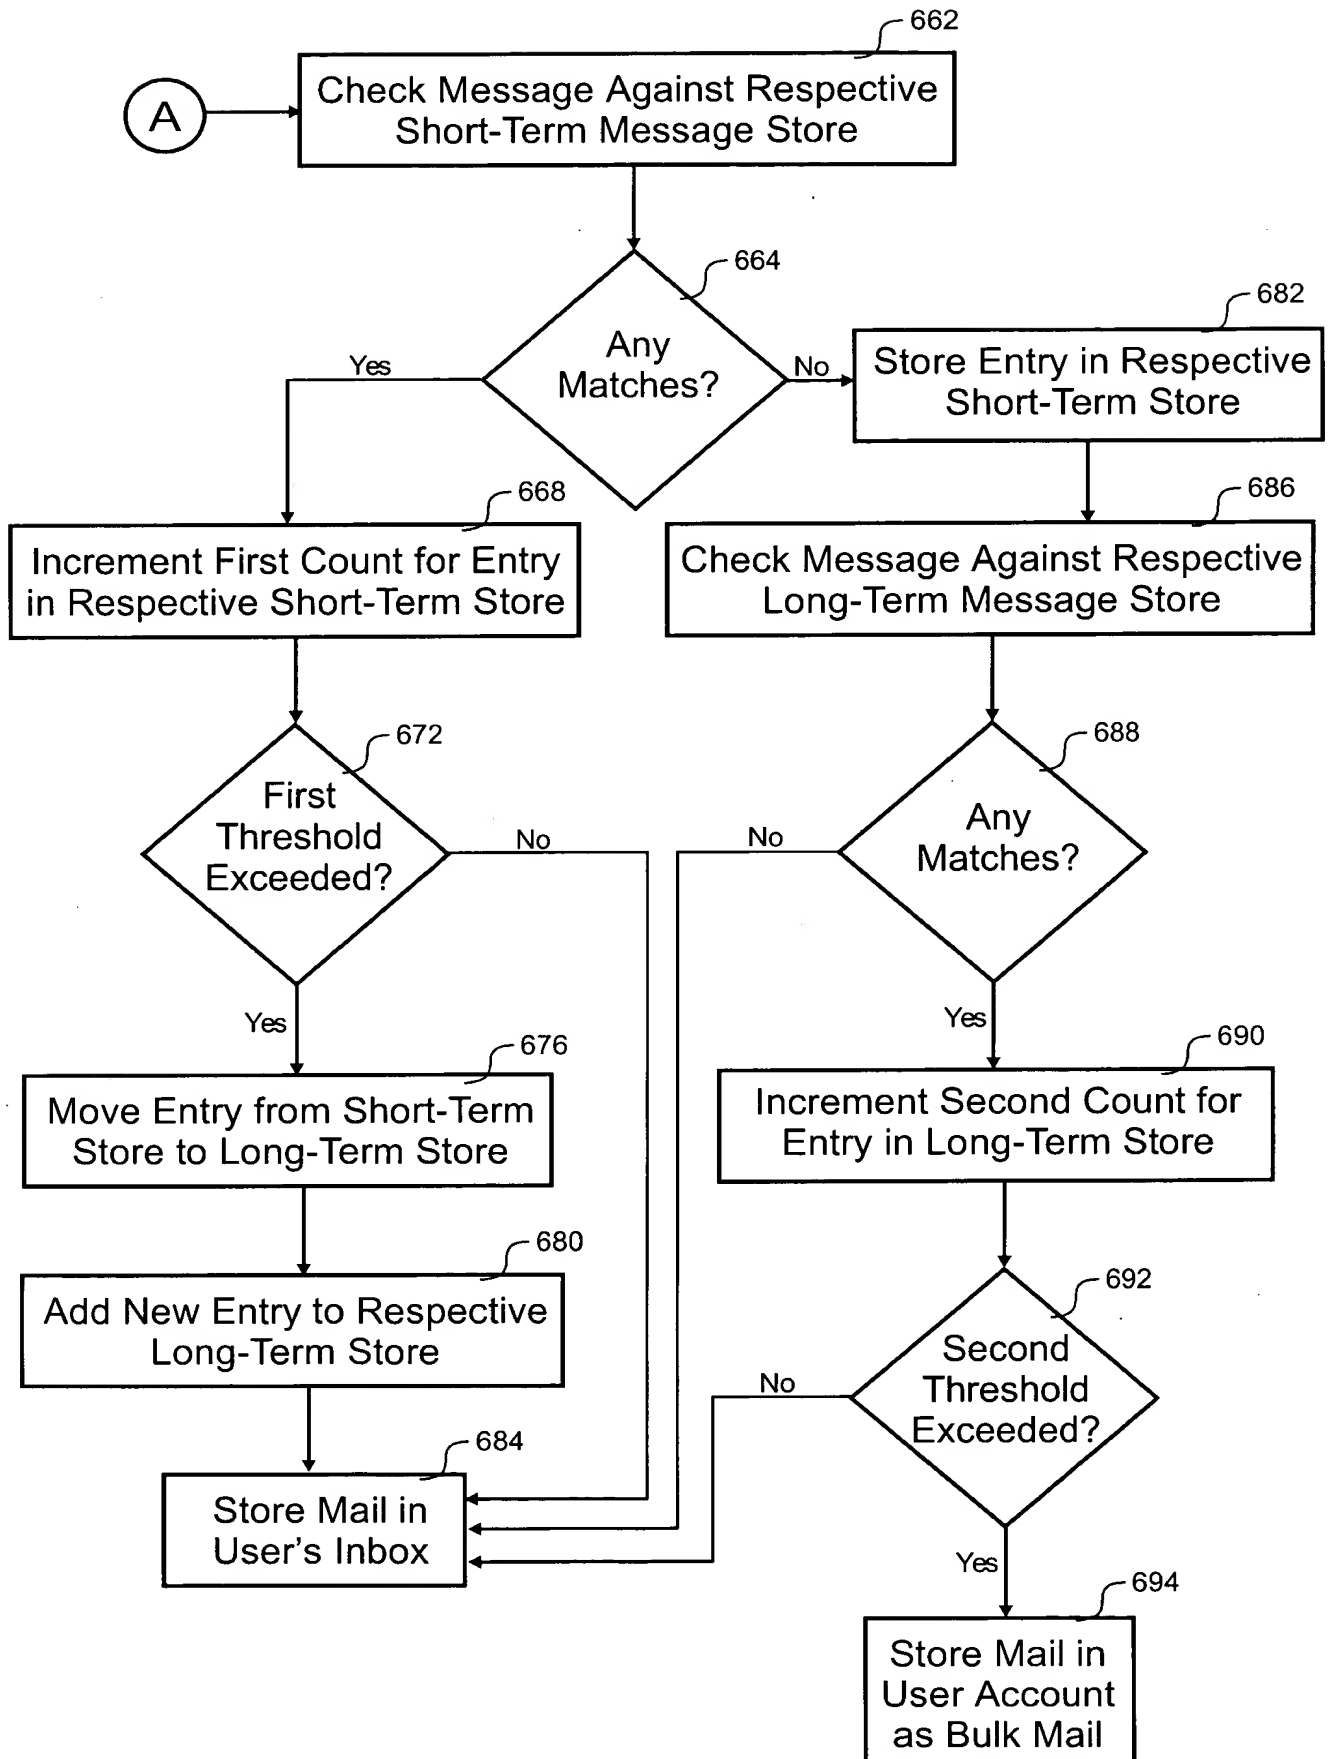 662
A
Check Message Against Respective
Short-Term Message Store
664
Any
Matches?
Yes
No
682
Store Entry in Respective
Short-Term Store
668
Increment First Count for Entry
in Respective Short-Term Store
686
Check Message Against Respective
Long-Term Message Store
672
First
Threshold
Exceeded?
No
Yes
688
Any
Matches?
No
Yes
676
Move Entry from Short-Term
Store to Long-Term Store
690
Increment Second Count for
Entry in Long-Term Store
680
Add New Entry to Respective
Long-Term Store
692
Second
Threshold
Exceeded?
No
Yes
684
Store Mail in
User's Inbox
694
Store Mail in
User Account
as Bulk Mail